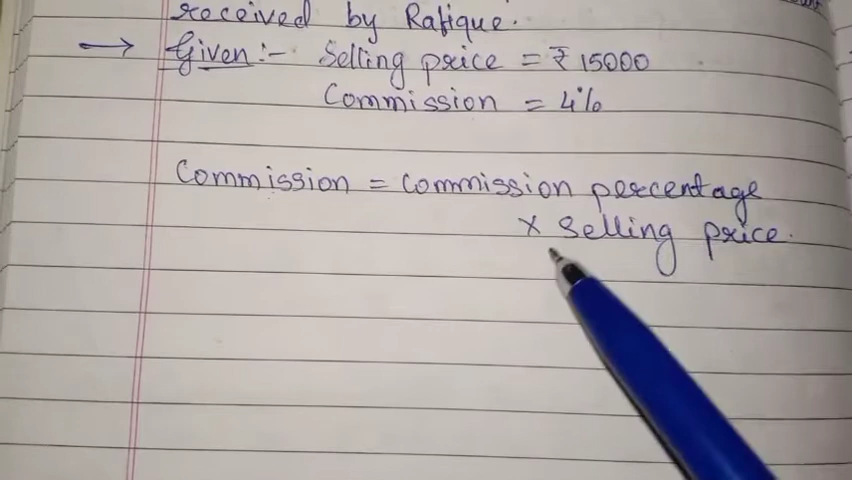 received by Rafique.
→ Given :- Selling price = ₹ 15000
Commission = 4%
Commission = Commission percentage
× Selling price.